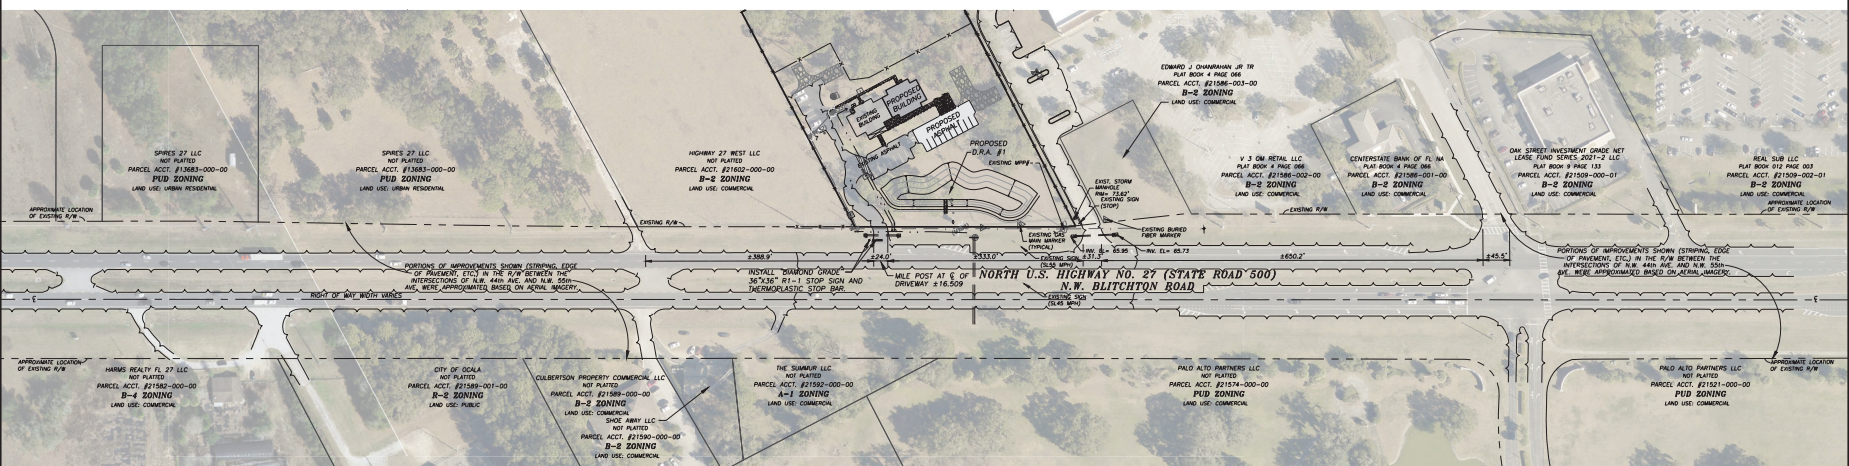 SPIRES 27 LLC
NOT PLATTED
PARCEL ACCT. #13683-000-00
PUD ZONING
LAND USE: URBAN RESIDENTIAL
SPIRES 27 LLC
NOT PLATTED
PARCEL ACCT. #13683-000-00
PUD ZONING
LAND USE: URBAN RESIDENTIAL
HIGHWAY 27 WEST LLC
NOT PLATTED
PARCEL ACCT. #21602-000-00
B-2 ZONING
LAND USE: COMMERCIAL
EXISTING
BUILDING
PROPOSED
BUILDING
PROPOSED
ASPHALT
EXISTING ASPHALT
PROPOSED
D.R.A. #1
EXISTING MPP#
EXIST. STORM
MANHOLE
RIM= 73.62'
EXISTING SIGN
(STOP)
EDWARD J OHANRAHAN JR TR
PLAT BOOK 4 PAGE 066
PARCEL ACCT. #21586-003-00
B-2 ZONING
LAND USE: COMMERCIAL
V 3 OM RETAIL LLC
PLAT BOOK 4 PAGE 066
PARCEL ACCT. #21586-002-00
B-2 ZONING
LAND USE: COMMERCIAL
CENTERSTATE BANK OF FL NA
PLAT BOOK 4 PAGE 066
PARCEL ACCT. #21586-001-00
B-2 ZONING
LAND USE: COMMERCIAL
OAK STREET INVESTMENT GRADE NET
LEASE FUND SERIES 2021-2 LLC
PLAT BOOK 9 PAGE 133
PARCEL ACCT. #21509-000-01
B-2 ZONING
LAND USE: COMMERCIAL
REAL SUB LLC
PLAT BOOK 012 PAGE 003
PARCEL ACCT. #21509-002-01
B-2 ZONING
LAND USE: COMMERCIAL
APPROXIMATE LOCATION
OF EXISTING R/W
EXISTING R/W
EXISTING GAS
MAIN MARKER
(TYPICAL)
EXISTING BURIED
FIBER MARKER
EXISTING R/W
APPROXIMATE LOCATION
OF EXISTING R/W
INV. EL= 65.95
INV. EL= 65.73
±388.9'
±24.0'
±333.0'
EXISTING SIGN
(SL55 MPH)
±31.3'
±650.2'
±45.5'
PORTIONS OF IMPROVEMENTS SHOWN (STRIPING, EDGE
OF PAVEMENT, ETC.) IN THE R/W BETWEEN THE
INTERSECTIONS OF N.W. 44th AVE. AND N.W. 55th
AVE. WERE APPROXIMATED BASED ON AERIAL IMAGERY.
INSTALL "DIAMOND GRADE"
36"X36" R1-1 STOP SIGN AND
THERMOPLASTIC STOP BAR.
MILE POST AT ℄ OF
DRIVEWAY ±16.509
NORTH U.S. HIGHWAY NO. 27 (STATE ROAD 500)
N.W. BLITCHTON ROAD
EXISTING SIGN
(SL45 MPH)
PORTIONS OF IMPROVEMENTS SHOWN (STRIPING, EDGE
OF PAVEMENT, ETC.) IN THE R/W BETWEEN THE
INTERSECTIONS OF N.W. 44th AVE. AND N.W. 55th
AVE. WERE APPROXIMATED BASED ON AERIAL IMAGERY.
℄
RIGHT OF WAY WIDTH VARIES
℄
APPROXIMATE LOCATION
OF EXISTING R/W
HARMS REALTY FL 27 LLC
NOT PLATTED
PARCEL ACCT. #21582-000-00
B-4 ZONING
LAND USE: COMMERCIAL
CITY OF OCALA
NOT PLATTED
PARCEL ACCT. #21589-001-00
R-2 ZONING
LAND USE: PUBLIC
CULBERTSON PROPERTY COMMERCIAL LLC
NOT PLATTED
PARCEL ACCT. #21589-000-00
B-2 ZONING
LAND USE: COMMERCIAL
SHOE AWAY LLC
NOT PLATTED
PARCEL ACCT. #21590-000-00
B-2 ZONING
LAND USE: COMMERCIAL
THE SUMMUR LLC
NOT PLATTED
PARCEL ACCT. #21592-000-00
A-1 ZONING
LAND USE: COMMERCIAL
PALO ALTO PARTNERS LLC
NOT PLATTED
PARCEL ACCT. #21574-000-00
PUD ZONING
LAND USE: COMMERCIAL
PALO ALTO PARTNERS LLC
NOT PLATTED
PARCEL ACCT. #21521-000-00
PUD ZONING
LAND USE: COMMERCIAL
APPROXIMATE LOCATION
OF EXISTING R/W